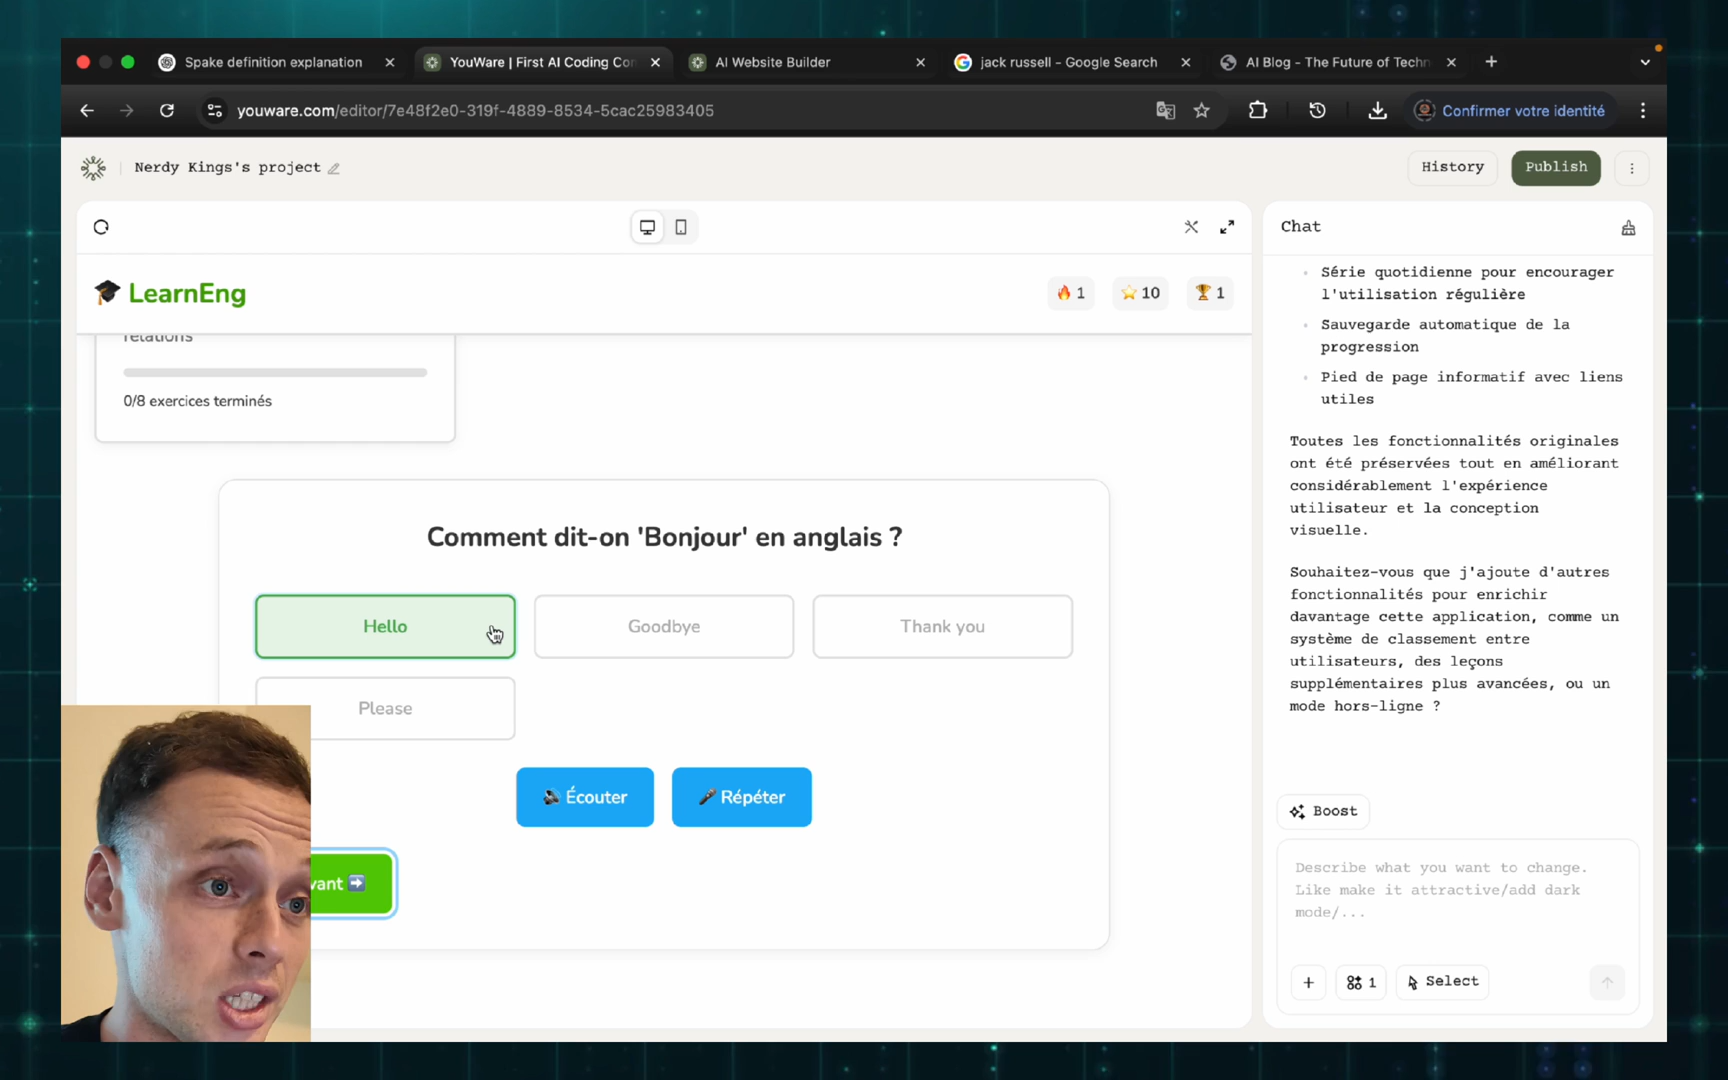 Spake definition explanation
YouWare | First AI Coding Con
AI Website Builder
jack russell - Google Search
AI Blog - The Future of Techn
youware.com/editor/7e48f2e0-319f-4889-8534-5cac25983405
Confirmer votre identité
Nerdy Kings's project
History
Publish
LearnEng
1
10
1
relations
0/8 exercices terminés
Comment dit-on 'Bonjour' en anglais ?
Hello
Goodbye
Thank you
Please
Écouter
Répéter
vant
Chat
Série quotidienne pour encourager
l'utilisation régulière
Sauvegarde automatique de la
progression
Pied de page informatif avec liens
utiles
Toutes les fonctionnalités originales
ont été préservées tout en améliorant
considérablement l'expérience
utilisateur et la conception
visuelle.
Souhaitez-vous que j'ajoute d'autres
fonctionnalités pour enrichir
davantage cette application, comme un
système de classement entre
utilisateurs, des leçons
supplémentaires plus avancées, ou un
mode hors-ligne ?
Boost
Describe what you want to change.
Like make it attractive/add dark
mode/...
1
Select